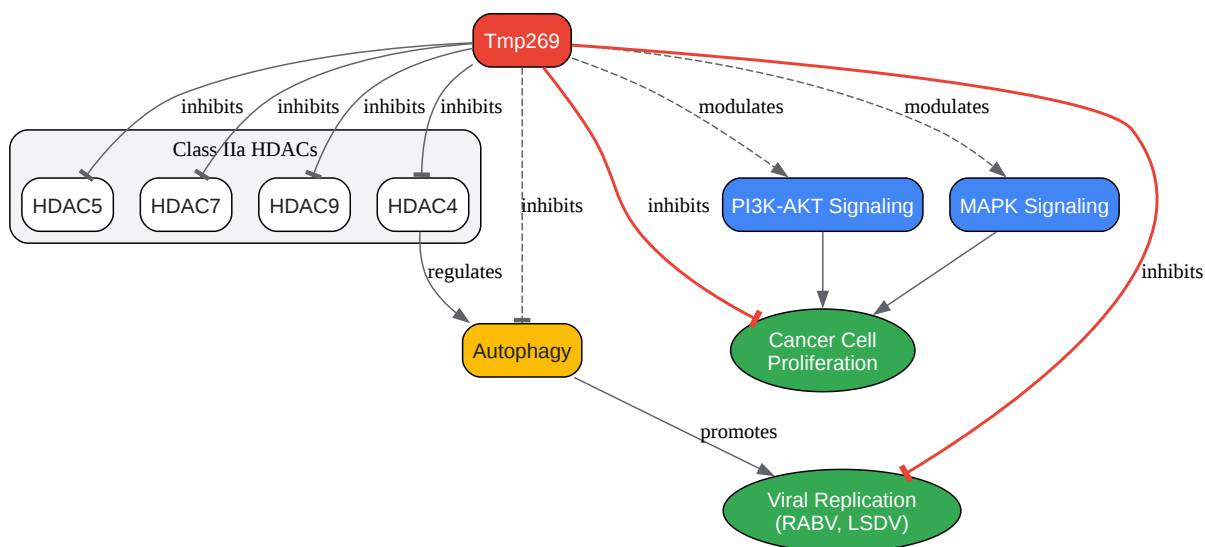 Tmp269
inhibits
inhibits
inhibits
inhibits
modulates
modulates
Class IIa HDACs
HDAC5
HDAC7
HDAC9
HDAC4
inhibits
inhibits
PI3K-AKT Signaling
MAPK Signaling
regulates
inhibits
Autophagy
Cancer Cell
Proliferation
promotes
Viral Replication
(RABV, LSDV)